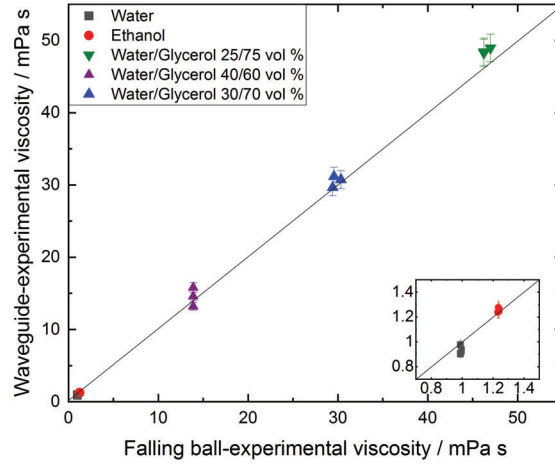 Water
Ethanol
Water/Glycerol 25/75 vol %
Water/Glycerol 40/60 vol %
Water/Glycerol 30/70 vol %
Waveguide-experimental viscosity / mPa s
50
40
30
20
10
0
0 10 20 30 40 50
1.4
1.2
1.0
0.8
0.8 1 1.2 1.4
Falling ball-experimental viscosity / mPa s